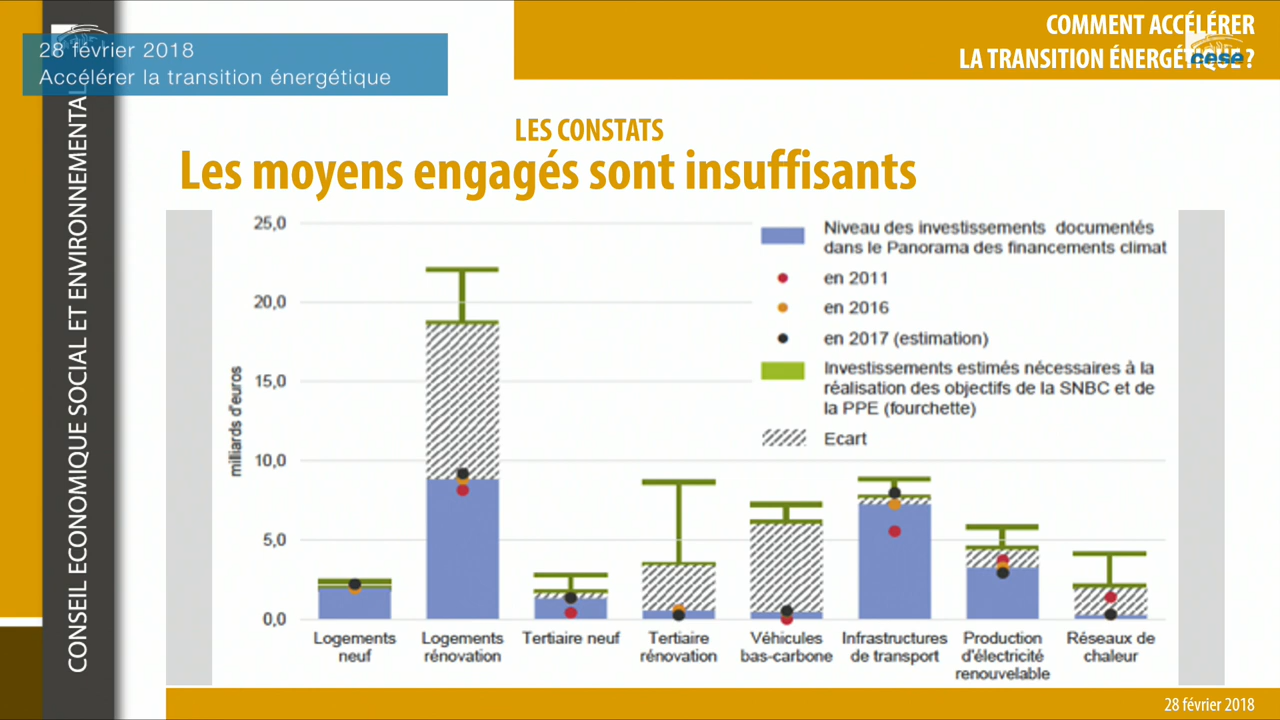 28 février 2018
Accélérer la transition énergétique
COMMENT ACCÉLÉRER
LA TRANSITION ÉNERGÉTIQUE ?
cese
CONSEIL ECONOMIQUE SOCIAL ET ENVIRONNEMENTAL
LES CONSTATS
Les moyens engagés sont insuffisants
milliards d'euros
25,0
20,0
15,0
10,0
5,0
0,0
Niveau des investissements documentés
dans le Panorama des financements climat
en 2011
en 2016
en 2017 (estimation)
Investissements estimés nécessaires à la
réalisation des objectifs de la SNBC et de
la PPE (fourchette)
Ecart
Logements
neuf
Logements
rénovation
Tertiaire neuf
Tertiaire
rénovation
Véhicules
bas-carbone
Infrastructures
de transport
Production
d'électricité
renouvelable
Réseaux de
chaleur
28 février 2018